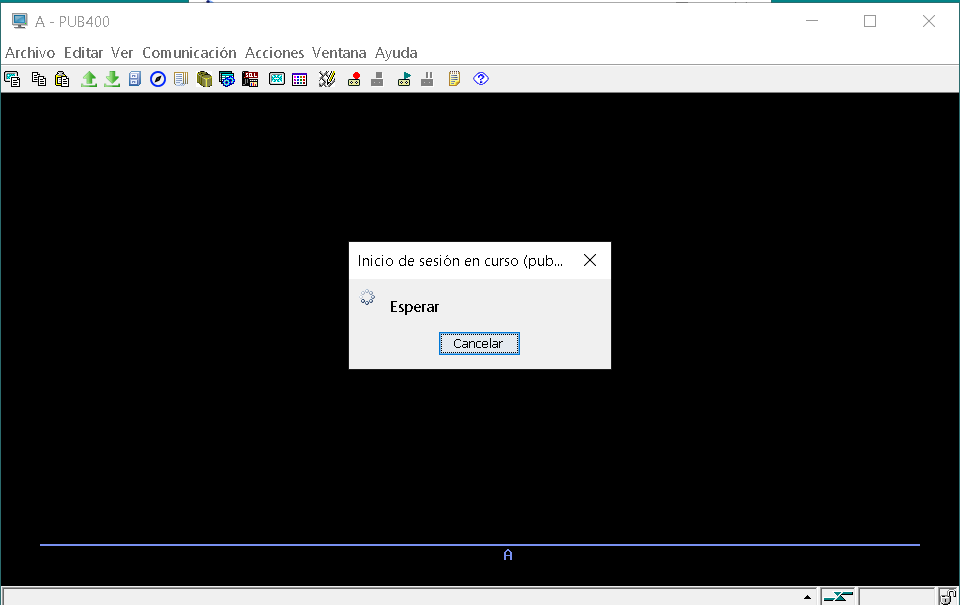 A - PUB400
Archivo Editar Ver Comunicación Acciones Ventana Ayuda
Inicio de sesión en curso (pub...
Esperar
Cancelar
A